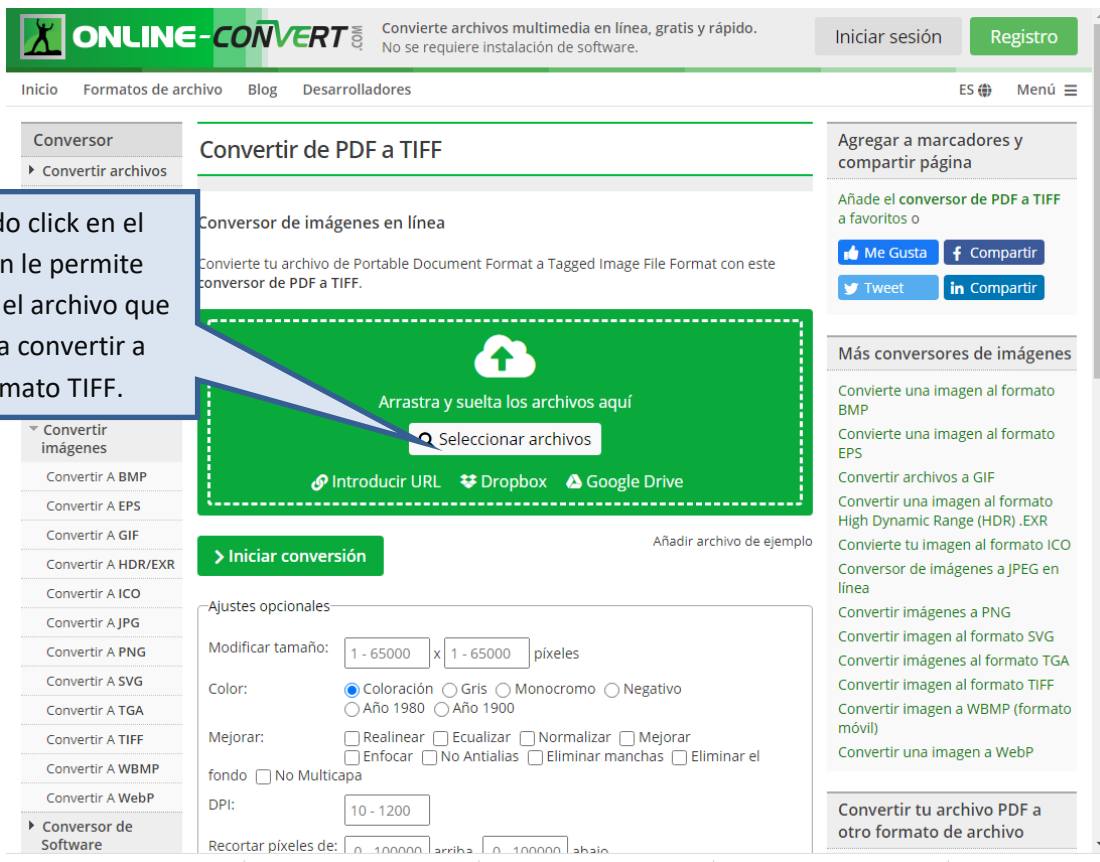 ONLINE-COÑVERT.COM
Convierte archivos multimedia en línea, gratis y rápido.
No se requiere instalación de software.
Iniciar sesión
Registro
Inicio
Formatos de archivo
Blog
Desarrolladores
ES
Menú
Conversor
Convertir archivos
do click en el
n le permite
el archivo que
a convertir a
mato TIFF.
Convertir
imágenes
Convertir A BMP
Convertir A EPS
Convertir A GIF
Convertir A HDR/EXR
Convertir A ICO
Convertir A JPG
Convertir A PNG
Convertir A SVG
Convertir A TGA
Convertir A TIFF
Convertir A WBMP
Convertir A WebP
Conversor de
Software
Convertir de PDF a TIFF
Conversor de imágenes en línea
Convierte tu archivo de Portable Document Format a Tagged Image File Format con este
conversor de PDF a TIFF.
Arrastra y suelta los archivos aquí
Seleccionar archivos
Introducir URL
Dropbox
Google Drive
Iniciar conversión
Añadir archivo de ejemplo
Ajustes opcionales
Modificar tamaño: 1 - 65000 x 1 - 65000 píxeles
Color: Coloración Gris Monocromo Negativo
Año 1980 Año 1900
Mejorar: Realinear Ecualizar Normalizar Mejorar
Enfocar No Antialias Eliminar manchas Eliminar el
fondo No Multicapa
DPI: 10 - 1200
Recortar píxeles de: 0 - 100000 arriba 0 - 100000 abajo
Agregar a marcadores y
compartir página
Añade el conversor de PDF a TIFF
a favoritos o
Me Gusta
Compartir
Tweet
Compartir
Más conversores de imágenes
Convierte una imagen al formato
BMP
Convierte una imagen al formato
EPS
Convertir archivos a GIF
Convertir una imagen al formato
High Dynamic Range (HDR) .EXR
Convierte tu imagen al formato ICO
Conversor de imágenes a JPEG en
línea
Convertir imágenes a PNG
Convertir imagen al formato SVG
Convertir imágenes al formato TGA
Convertir imagen al formato TIFF
Convertir imagen a WBMP (formato
móvil)
Convertir una imagen a WebP
Convertir tu archivo PDF a
otro formato de archivo